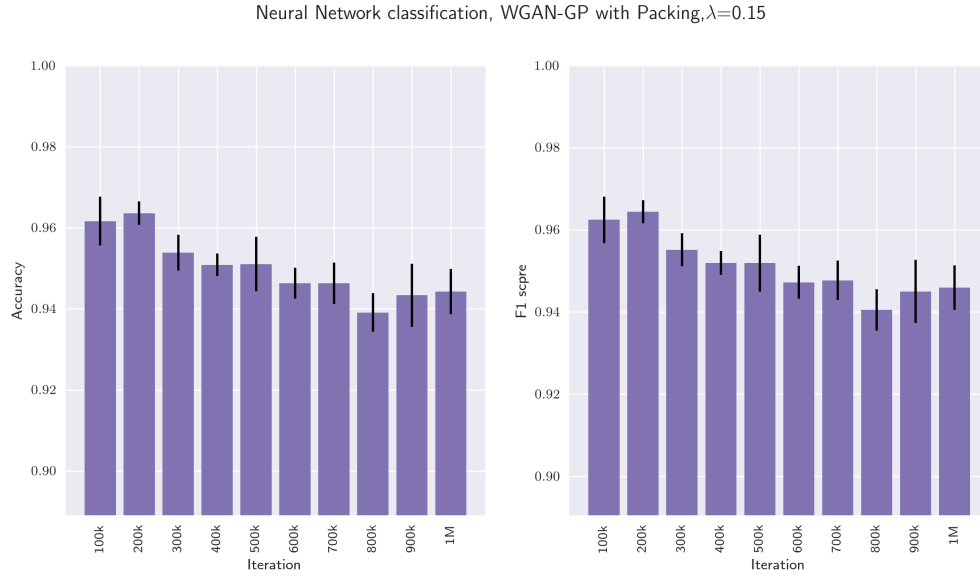 Neural Network classification, WGAN-GP with Packing,λ=0.15
1.00
0.98
0.96
0.94
0.92
0.90
Accuracy
100k
200k
300k
400k
500k
600k
700k
800k
900k
1M
Iteration
1.00
0.98
0.96
0.94
0.92
0.90
F1 scpre
100k
200k
300k
400k
500k
600k
700k
800k
900k
1M
Iteration